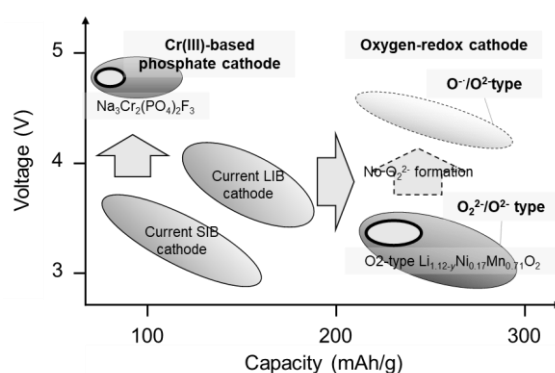 Cr(III)-based
phosphate cathode
Oxygen-redox cathode
O⁻/O²⁻type
Na₃Cr₂(PO₄)₂F₃
No O₂²⁻ formation
Current LIB
cathode
O₂²⁻/O²⁻ type
Current SIB
cathode
O2-type Li₁.₁₂₋ᵧNi₀.₁₇Mn₀.₇₁O₂
Voltage (V)
5
4
3
100
200
300
Capacity (mAh/g)